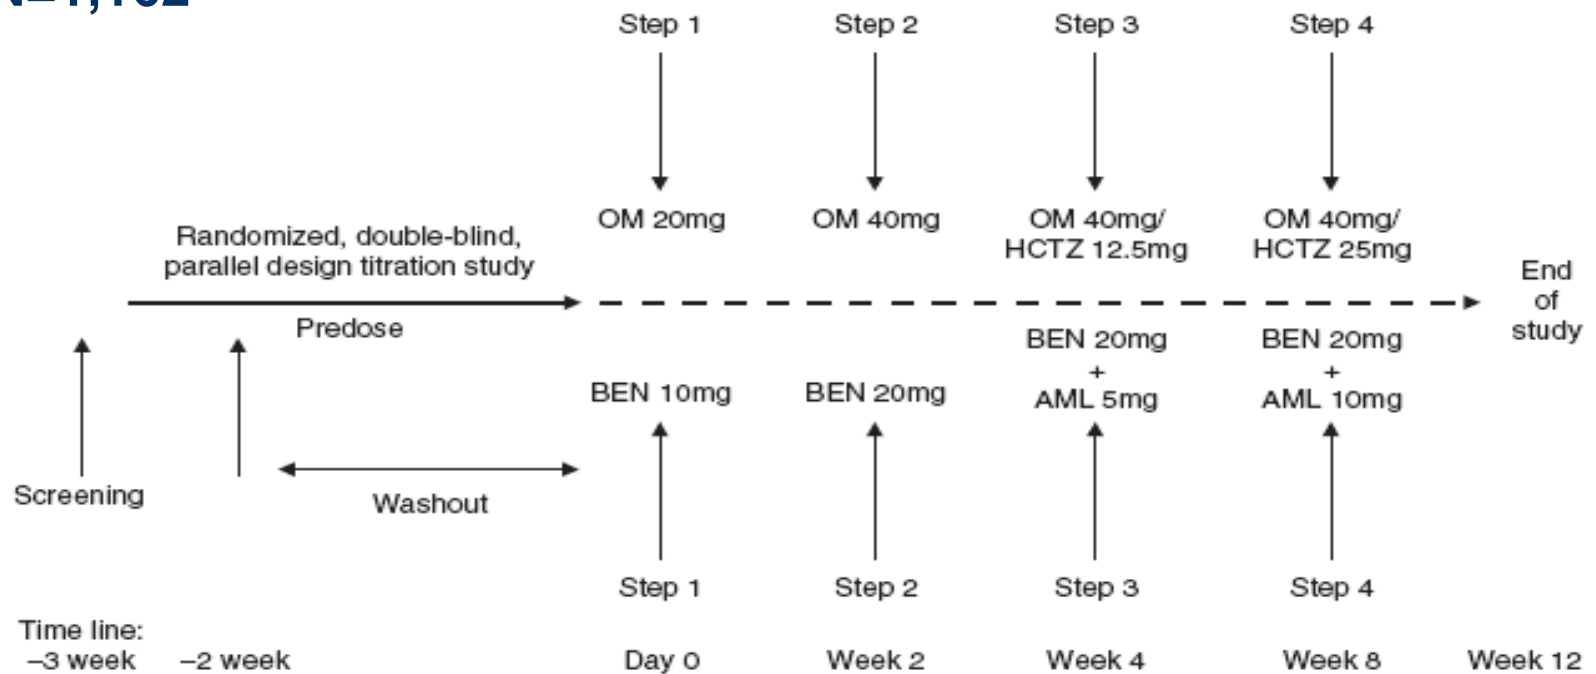 Step 1 Step 2 Step 3 Step 4
OM 20mg OM 40mg OM 40mg/ OM 40mg/
HCTZ 12.5mg HCTZ 25mg
Randomized, double-blind,
parallel design titration study
Predose
End
of
study
BEN 10mg BEN 20mg BEN 20mg BEN 20mg
+ +
AML 5mg AML 10mg
Screening
Washout
Step 1 Step 2 Step 3 Step 4
Time line:
–3 week –2 week Day 0 Week 2 Week 4 Week 8 Week 12